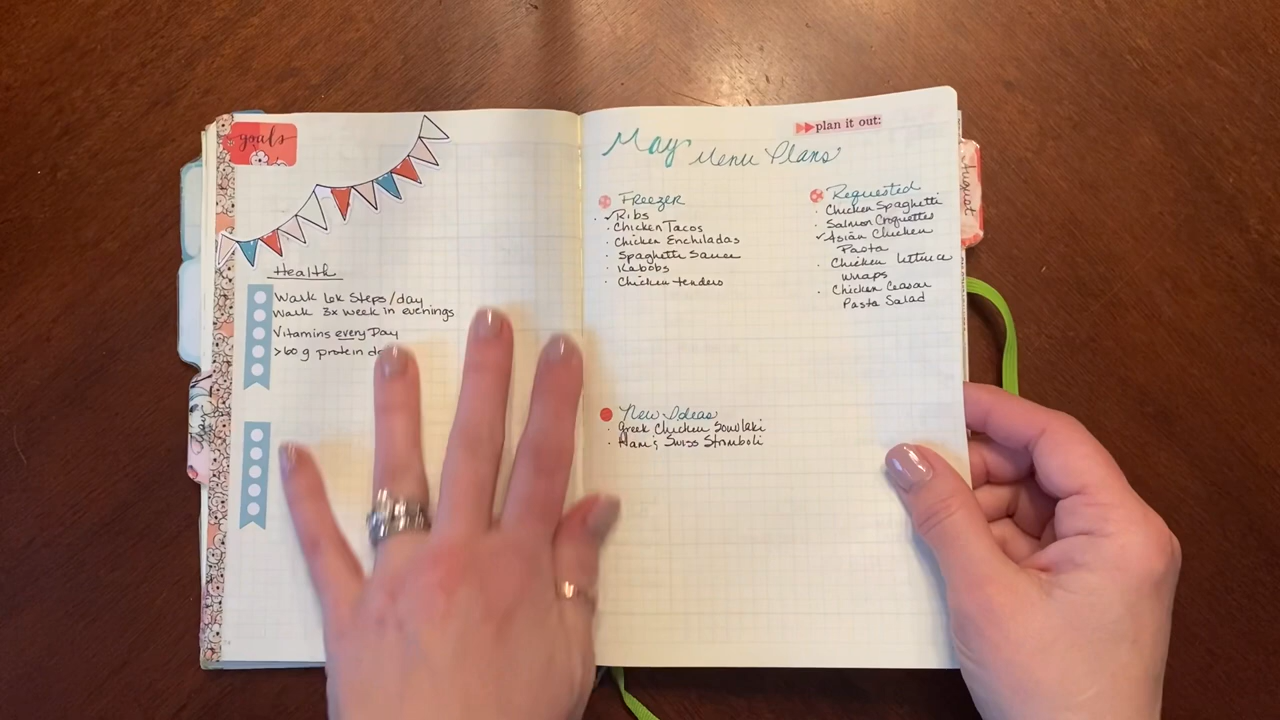 goals
Health
Walk 10k Steps/day
Walk 3x week in evenings
Vitamins every Day
>60 g protein
May Menu Plans
plan it out:
Freezer
✓ Ribs
· Chicken Tacos
· Chicken Enchiladas
· Spaghetti Sauce
· Kabobs
· Chicken tenders
Requested
· Chicken Spaghetti
· Salmon Croquettes
✓ Asian Chicken
Pasta
· Chicken lettuce
wraps
· Chicken Ceasar
Pasta Salad
New Ideas
· Greek Chicken Souvlaki
· Ham & Swiss Stromboli
August
May